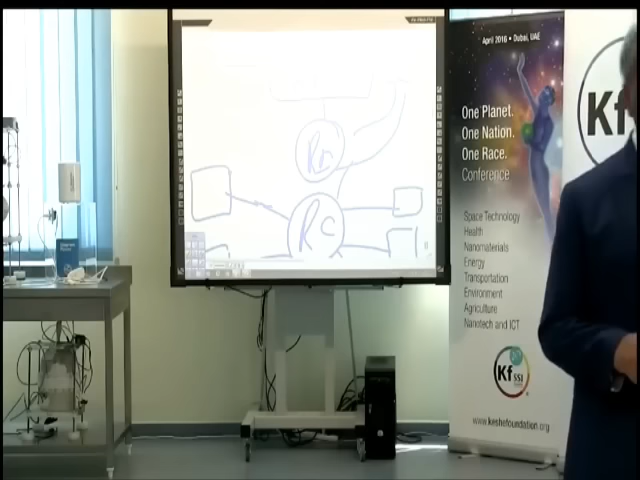 April 2016 • Dubai, UAE
One Planet.
One Nation.
One Race.
Conference
Space Technology
Health
Nanomaterials
Energy
Transportation
Environment
Agriculture
Nanotech and ICT
Kf SSI
www.keshefoundation.org
Kf
Rc
RC